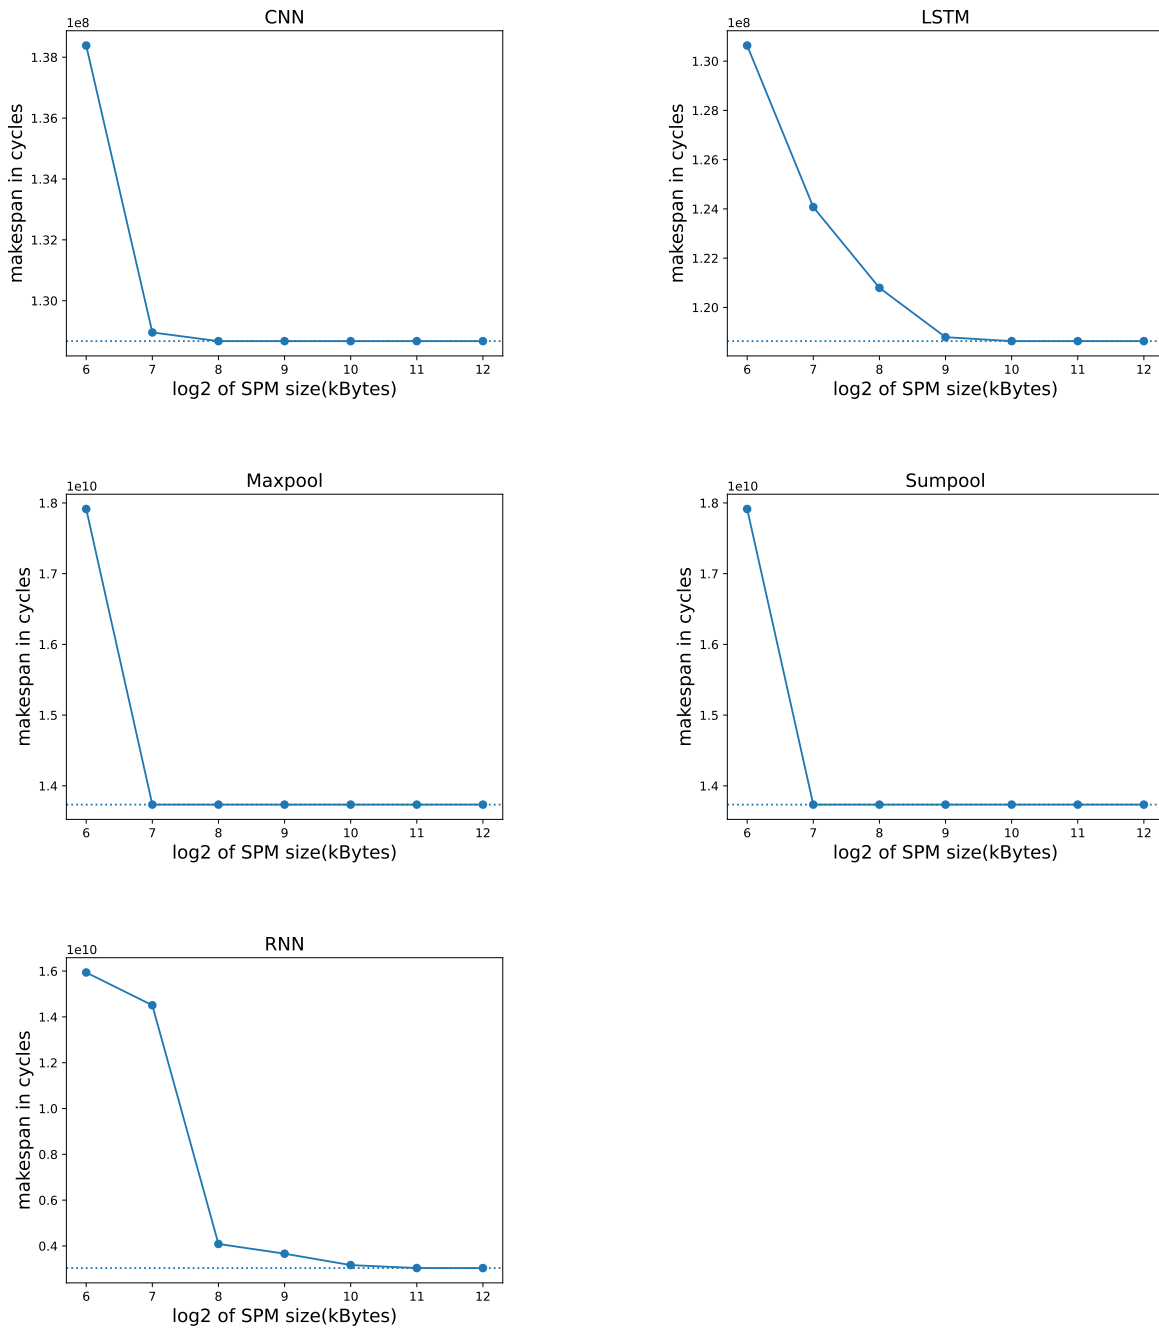 CNN
1e8
1.38
1.36
1.34
1.32
1.30
makespan in cycles
6 7 8 9 10 11 12
log2 of SPM size(kBytes)
LSTM
1e8
1.30
1.28
1.26
1.24
1.22
1.20
makespan in cycles
6 7 8 9 10 11 12
log2 of SPM size(kBytes)
Maxpool
1e10
1.8
1.7
1.6
1.5
1.4
makespan in cycles
6 7 8 9 10 11 12
log2 of SPM size(kBytes)
Sumpool
1e10
1.8
1.7
1.6
1.5
1.4
makespan in cycles
6 7 8 9 10 11 12
log2 of SPM size(kBytes)
RNN
1e10
1.6
1.4
1.2
1.0
0.8
0.6
0.4
makespan in cycles
6 7 8 9 10 11 12
log2 of SPM size(kBytes)